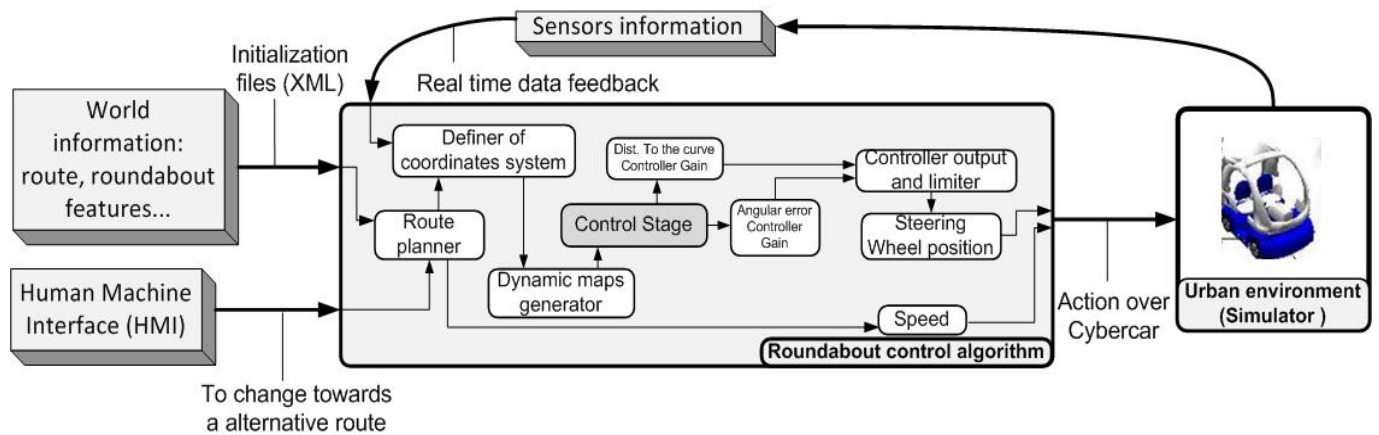 Sensors information
Initialization
files (XML)
Real time data feedback
World
information:
route, roundabout
features...
Definer of
coordinates system
Dist. To the curve
Controller Gain
Controller output
and limiter
Route
planner
Control Stage
Angular error
Controller
Gain
Steering
Wheel position
Dynamic maps
generator
Human Machine
Interface (HMI)
Speed
Roundabout control algorithm
Action over
Cybercar
Urban environment
(Simulator )
To change towards
a alternative route